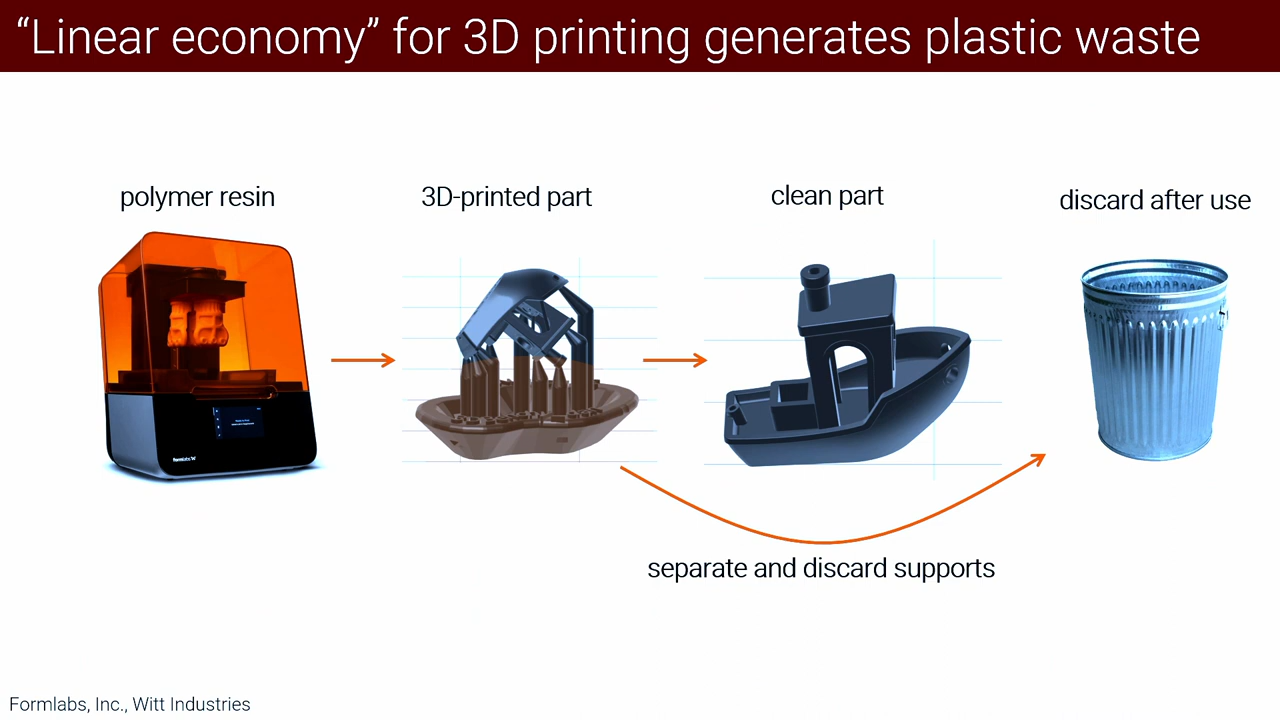 “Linear economy” for 3D printing generates plastic waste
polymer resin
3D-printed part
clean part
discard after use
formlabs
separate and discard supports
Formlabs, Inc., Witt Industries